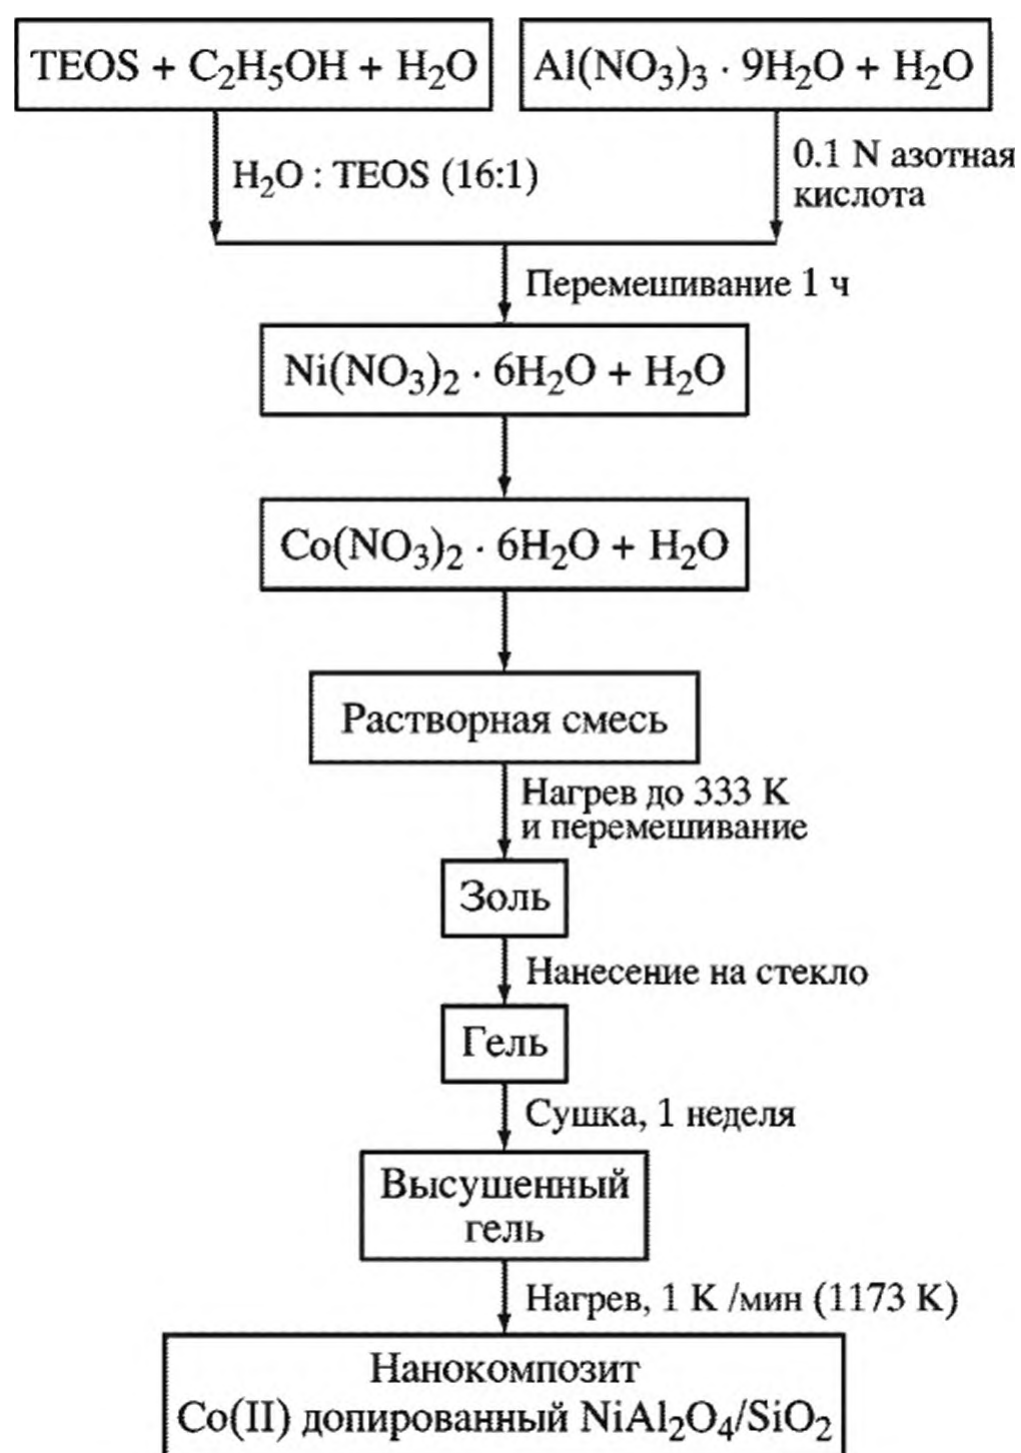 TEOS + C₂H₅OH + H₂O
Al(NO₃)₃ · 9H₂O + H₂O
H₂O : TEOS (16:1)
0.1 N азотная
кислота
Перемешивание 1 ч
Ni(NO₃)₂ · 6H₂O + H₂O
Co(NO₃)₂ · 6H₂O + H₂O
Растворная смесь
Нагрев до 333 K
и перемешивание
Золь
Нанесение на стекло
Гель
Сушка, 1 неделя
Высушенный
гель
Нагрев, 1 K /мин (1173 K)
Нанокомпозит
Co(II) допированный NiAl₂O₄/SiO₂